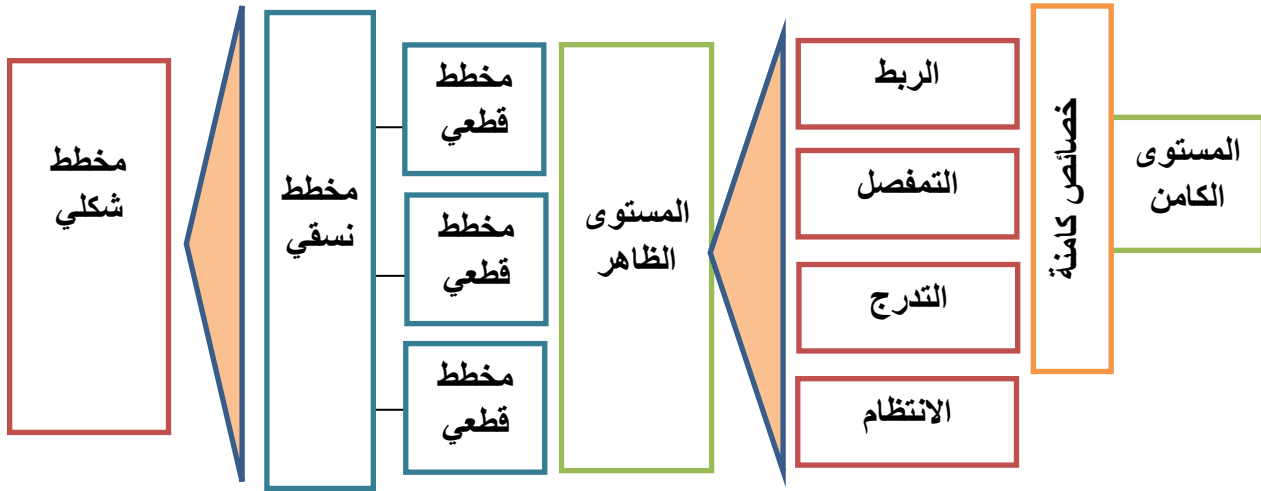 المستوى
الكامن
خصائص كامنة
الربط
التمفصل
التدرج
الانتظام
المستوى
الظاهر
مخطط
قطعي
مخطط
قطعي
مخطط
قطعي
مخطط
نسقي
مخطط
شكلي